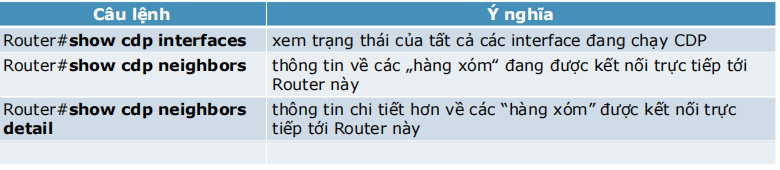 Câu lệnh Ý nghĩa
Router#show cdp interfaces xem trạng thái của tất cả các interface đang chạy CDP
Router#show cdp neighbors thông tin về các „hàng xóm“ đang được kết nối trực tiếp tới
Router này
Router#show cdp neighbors thông tin chi tiết hơn về các “hàng xóm” được kết nối trực
detail tiếp tới Router này